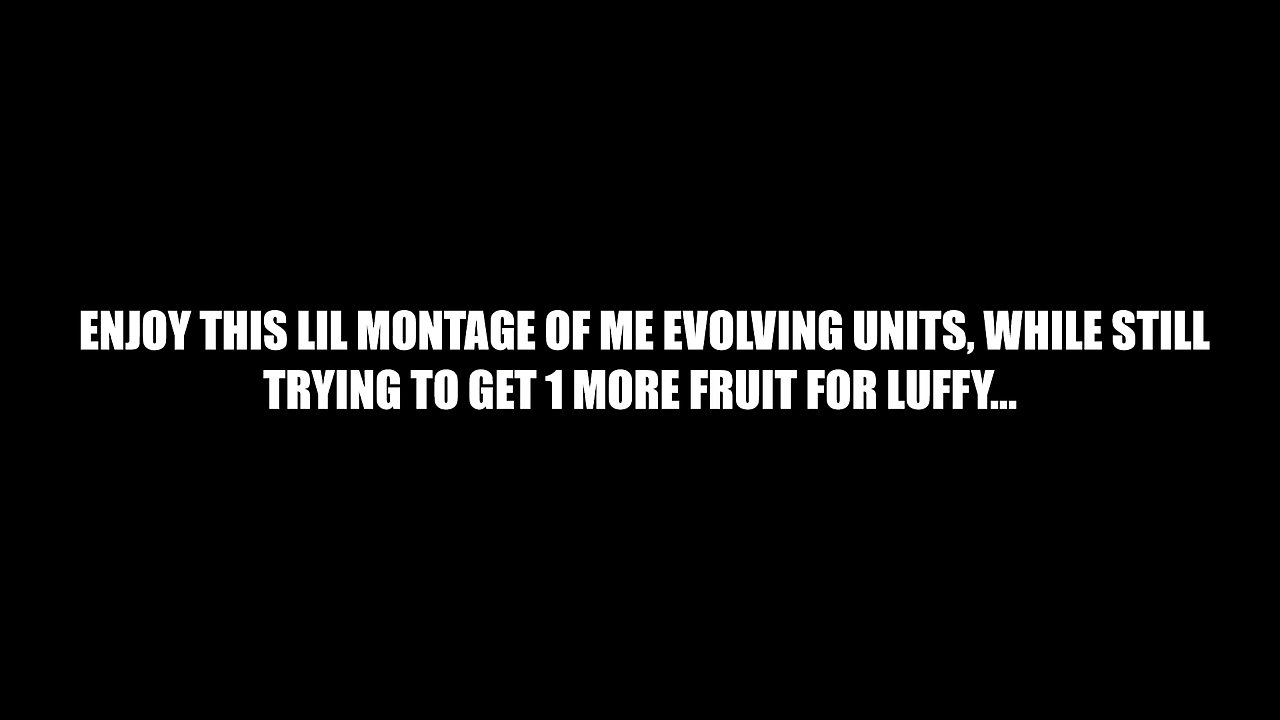 ENJOY THIS LIL MONTAGE OF ME EVOLVING UNITS, WHILE STILL
TRYING TO GET 1 MORE FRUIT FOR LUFFY...